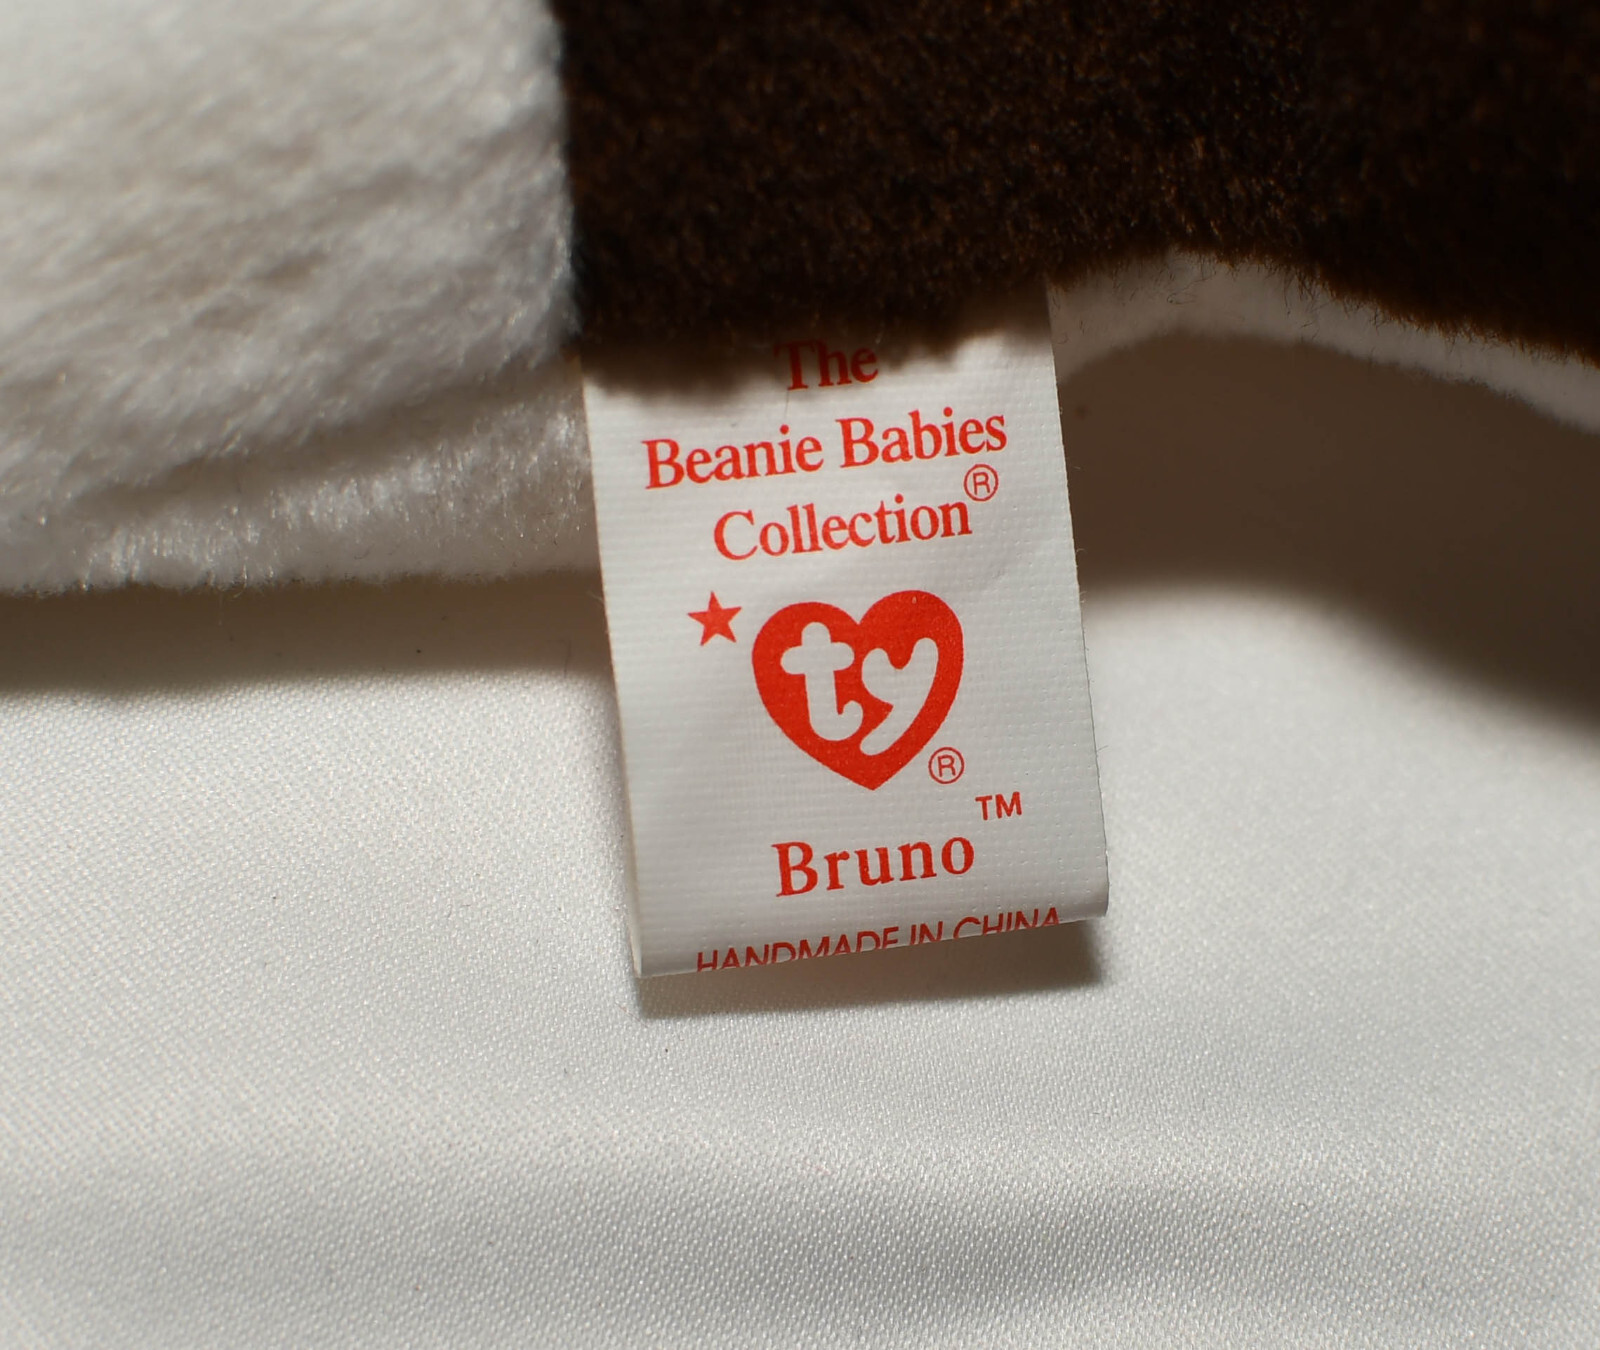 The
Beanie Babies
Collection®
ty®
Bruno™
HANDMADE IN CHINA